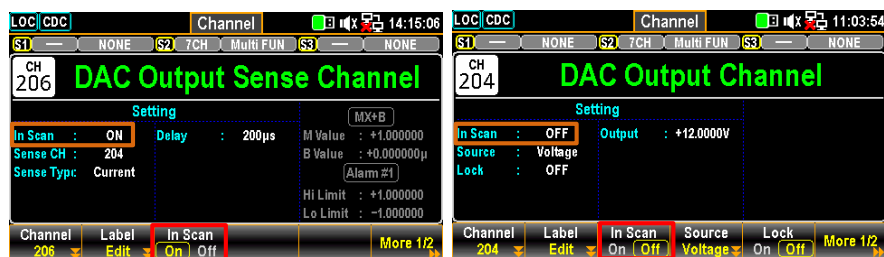 LOC CDC Channel 14:15:06
S1 — NONE S2 7CH Multi FUN S3 — NONE
CH
206 DAC Output Sense Channel
Setting
MX+B
In Scan : ON Delay : 200µs M Value : +1.000000
Sense CH : 204 B Value : +0.000000µ
Sense Type: Current Alarm #1
Hi Limit : +1.000000
Lo Limit : -1.000000
Channel Label In Scan
206 Edit On Off More 1/2
LOC CDC Channel 11:03:54
S1 — NONE S2 7CH Multi FUN S3 — NONE
CH
204 DAC Output Channel
Setting
In Scan : OFF Output : +12.0000V
Source : Voltage
Lock : OFF
Channel Label In Scan Source Lock
204 Edit On Off Voltage On Off More 1/2